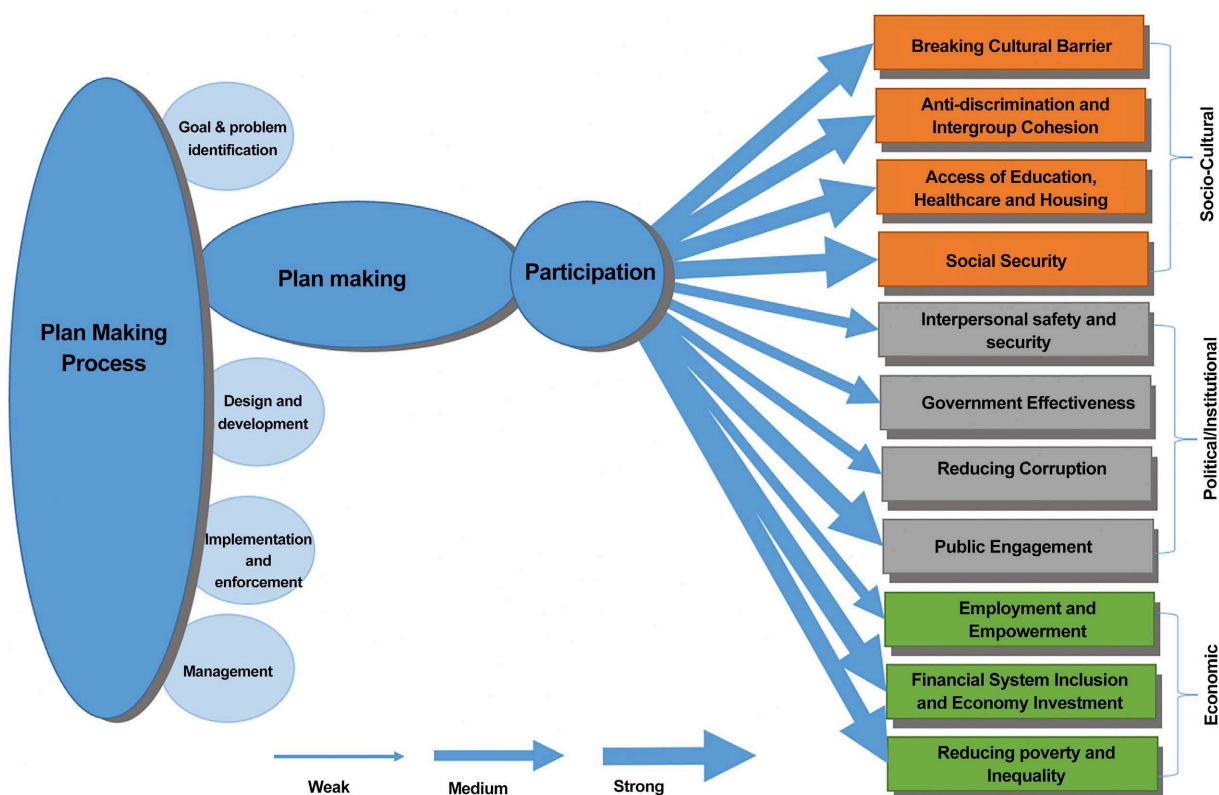 Plan Making
Process
Goal & problem
identification
Plan making
Participation
Design and
development
Implementation
and
enforcement
Management
Breaking Cultural Barrier
Anti-discrimination and
Intergroup Cohesion
Access of Education,
Healthcare and Housing
Social Security
Socio-Cultural
Interpersonal safety and
security
Government Effectiveness
Reducing Corruption
Public Engagement
Political/Institutional
Employment and
Empowerment
Financial System Inclusion
and Economy Investment
Reducing poverty and
Inequality
Economic
Weak
Medium
Strong